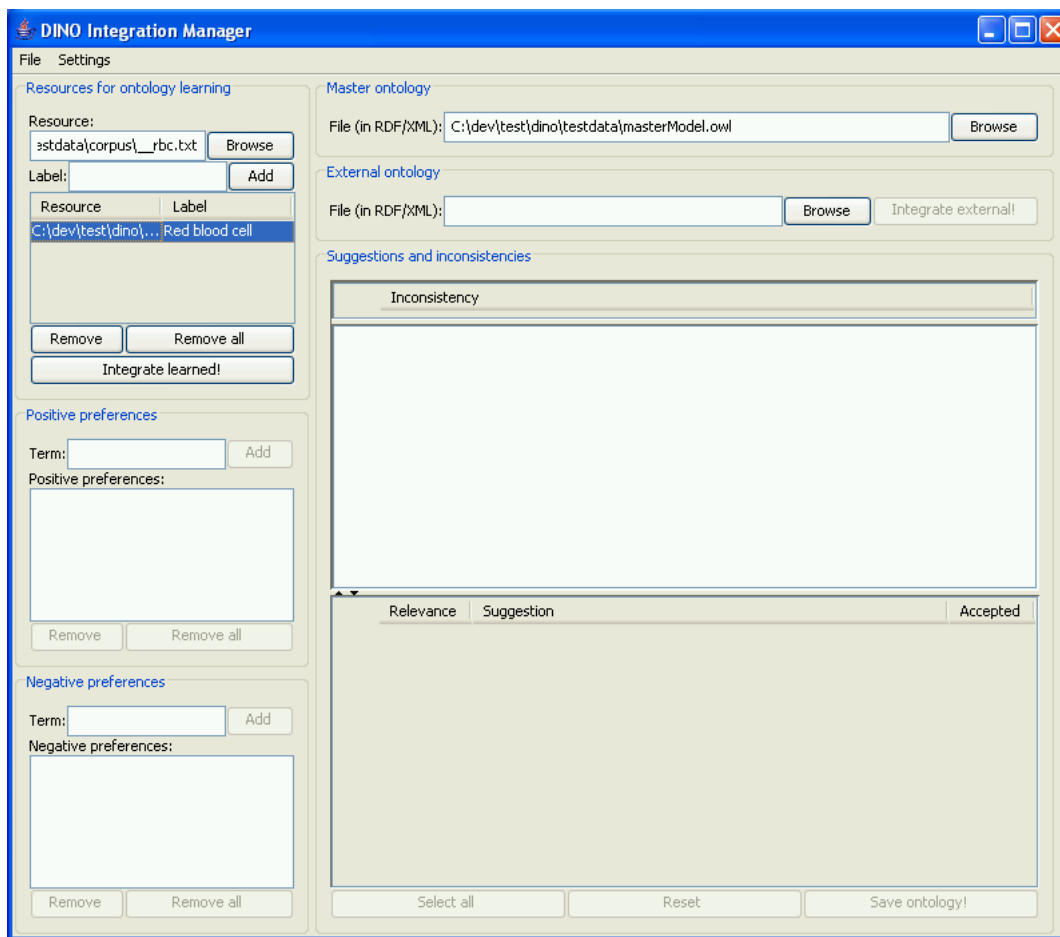 DINO Integration Manager
File Settings
Resources for ontology learning
Resource:
estdata\corpus\__rbc.txt Browse
Label: Add
Resource Label
C:\dev\test\dino\... Red blood cell
Remove Remove all
Integrate learned!
Positive preferences
Term: Add
Positive preferences:
Remove Remove all
Negative preferences
Term: Add
Negative preferences:
Remove Remove all
Master ontology
File (in RDF/XML): C:\dev\test\dino\testdata\masterModel.owl Browse
External ontology
File (in RDF/XML): Browse Integrate external!
Suggestions and inconsistencies
Inconsistency
Relevance Suggestion Accepted
Select all Reset Save ontology!